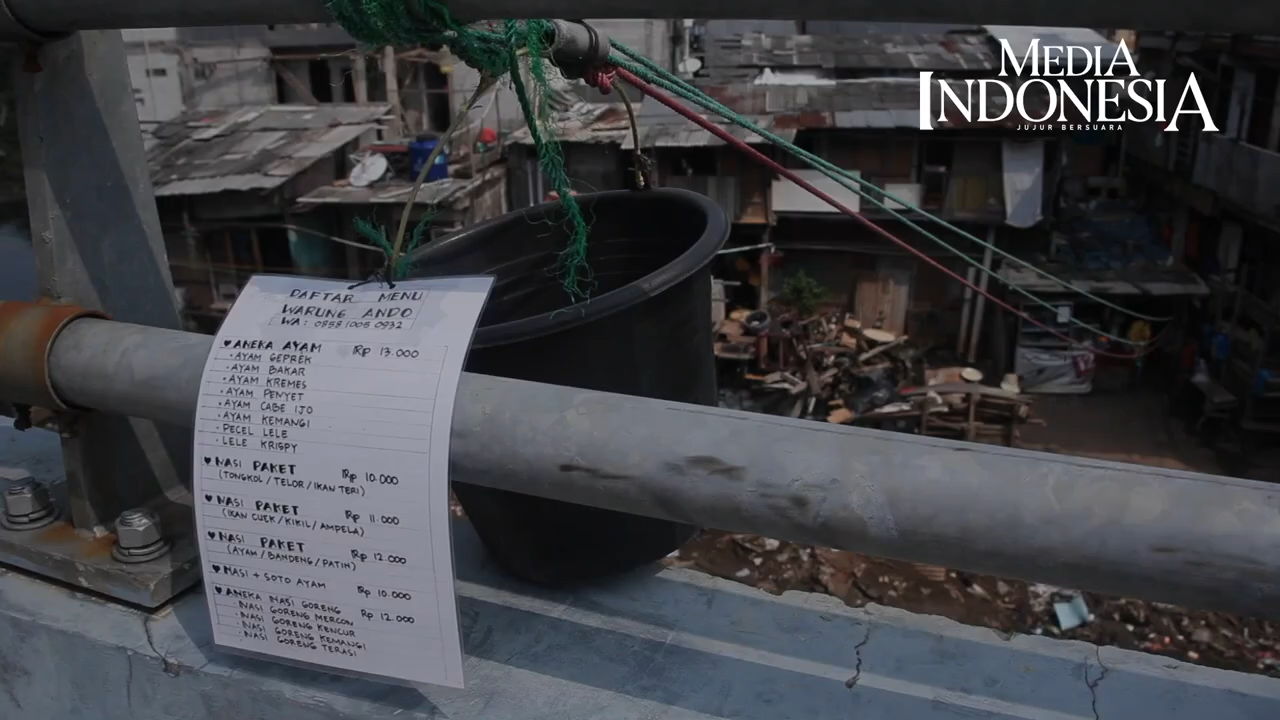 MEDIA
INDONESIA
JUJUR BERSUARA
DAFTAR MENU
WARUNG ANDO
WA: 0858 1005 0932
♥ ANEKA AYAM Rp 13.000
· AYAM GEPREK
· AYAM BAKAR
· AYAM KREMES
· AYAM PENYET
· AYAM CABE IJO
· AYAM KEMANGI
· PECEL LELE
· LELE KRISPY
♥ NASI PAKET Rp 10.000
(TONGKOL / TELOR / IKAN TERI)
♥ NASI PAKET Rp 11.000
(IKAN CUEK / KIKIL / AMPELA)
♥ NASI PAKET Rp 12.000
(AYAM / BANDENG / PATIN)
♥ NASI + SOTO AYAM Rp 10.000
♥ ANEKA NASI GORENG Rp 12.000
· NASI GORENG MERCON
· NASI GORENG KENCUR
· NASI GORENG KEMANGI
· NASI GORENG TERASI